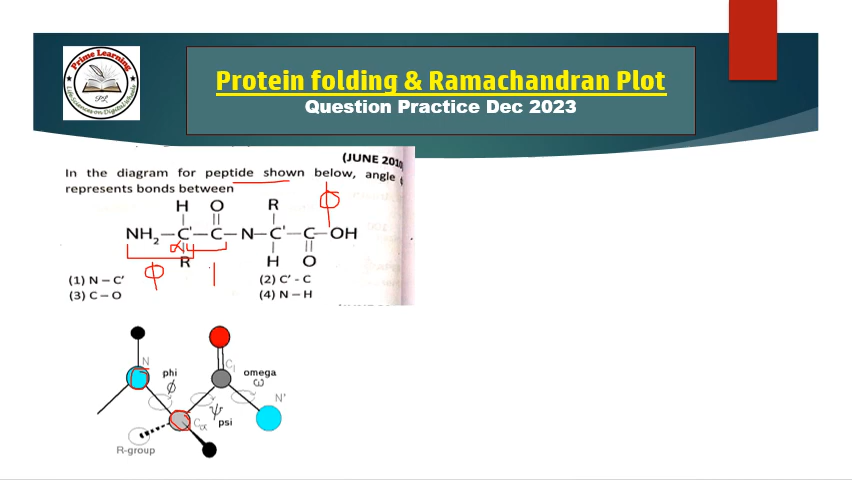 Prime Learning
Protein folding & Ramachandran Plot
Question Practice Dec 2023
(JUNE 2010
In the diagram for peptide shown below, angle
represents bonds between
H O R ϕ
NH2–C'–C–N–C'–C–OH
R H O
ϕ
(1) N – C' (2) C' - C
(3) C – O (4) N – H
N C1
phi omega
ϕ ω
N'
ψ
Cα psi
R-group